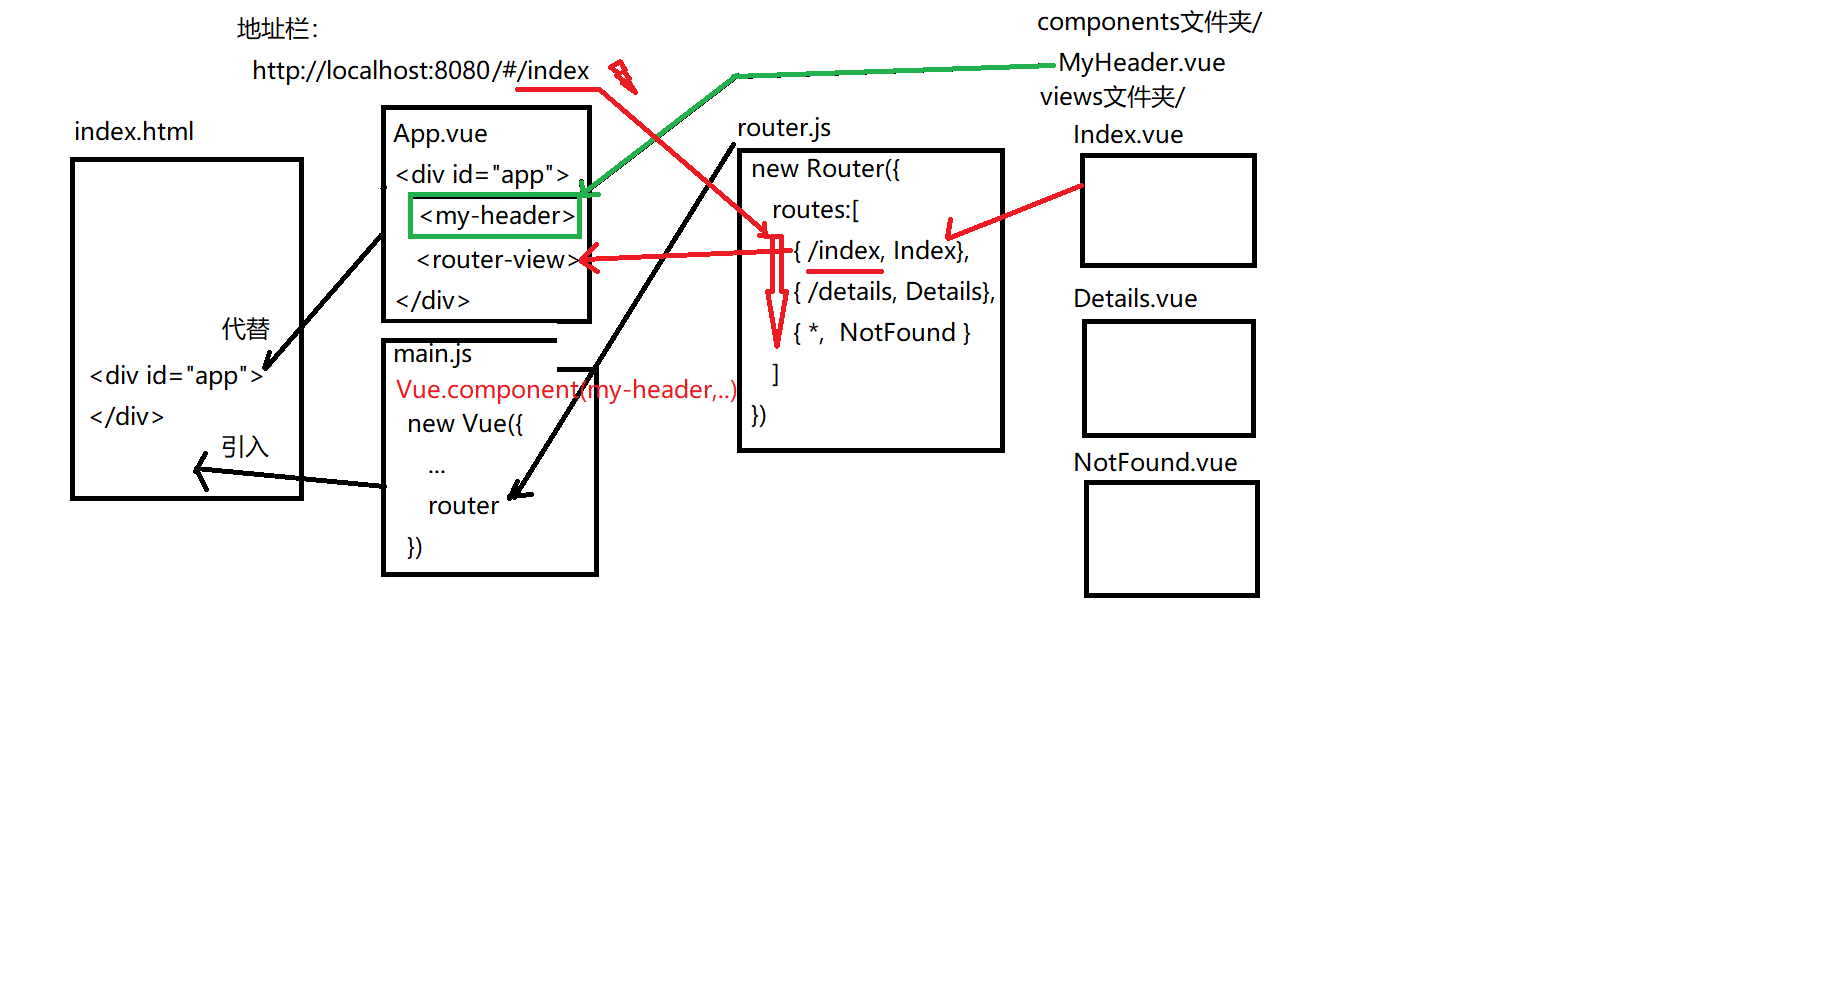 地址栏：
http://localhost:8080/#/index
index.html
<div id="app">
</div>
代替
引入
App.vue
<div id="app">
<my-header>
<router-view>
</div>
main.js
Vue.component(my-header,..)
new Vue({
...
router
})
router.js
new Router({
routes:[
{ /index, Index},
{ /details, Details},
{ *, NotFound }
]
})
components文件夹/
MyHeader.vue
views文件夹/
Index.vue
Details.vue
NotFound.vue